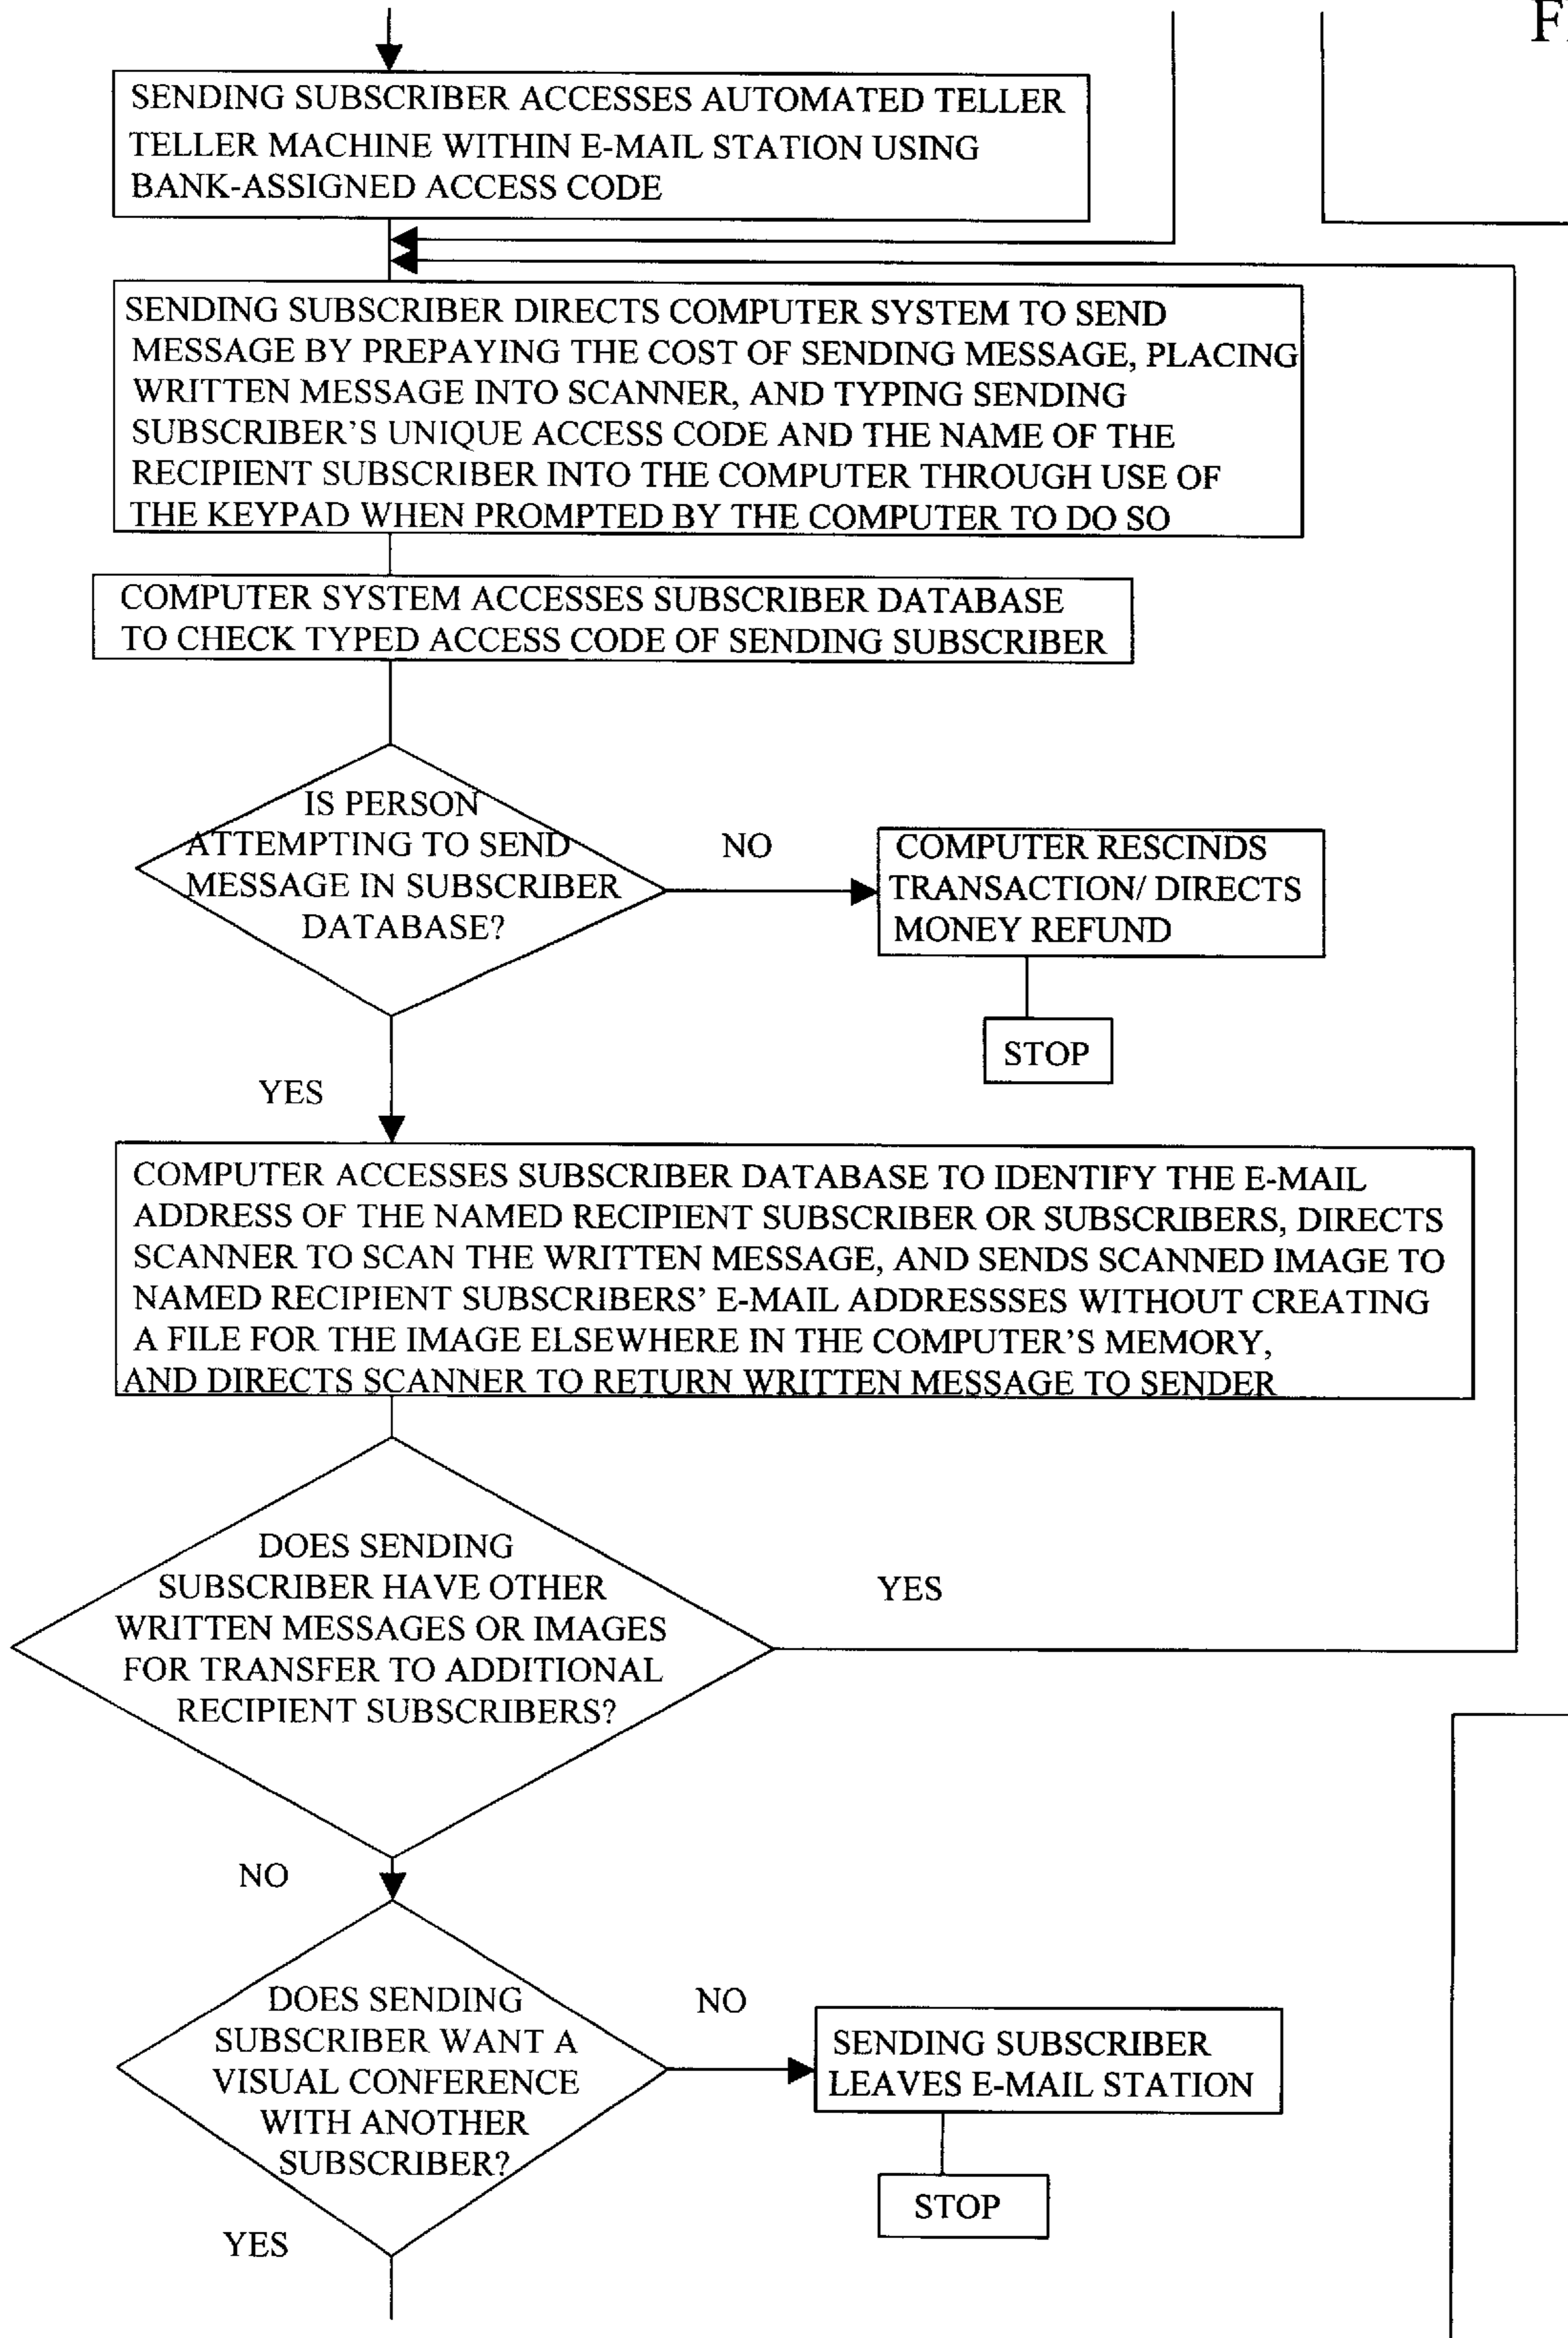 SENDING SUBSCRIBER ACCESSES AUTOMATED TELLER
TELLER MACHINE WITHIN E-MAIL STATION USING
BANK-ASSIGNED ACCESS CODE
SENDING SUBSCRIBER DIRECTS COMPUTER SYSTEM TO SEND
MESSAGE BY PREPAYING THE COST OF SENDING MESSAGE, PLACING
WRITTEN MESSAGE INTO SCANNER, AND TYPING SENDING
SUBSCRIBER'S UNIQUE ACCESS CODE AND THE NAME OF THE
RECIPIENT SUBSCRIBER INTO THE COMPUTER THROUGH USE OF
THE KEYPAD WHEN PROMPTED BY THE COMPUTER TO DO SO
COMPUTER SYSTEM ACCESSES SUBSCRIBER DATABASE
TO CHECK TYPED ACCESS CODE OF SENDING SUBSCRIBER
IS PERSON
ATTEMPTING TO SEND
MESSAGE IN SUBSCRIBER
DATABASE?
NO
COMPUTER RESCINDS
TRANSACTION/ DIRECTS
MONEY REFUND
STOP
YES
COMPUTER ACCESSES SUBSCRIBER DATABASE TO IDENTIFY THE E-MAIL
ADDRESS OF THE NAMED RECIPIENT SUBSCRIBER OR SUBSCRIBERS, DIRECTS
SCANNER TO SCAN THE WRITTEN MESSAGE, AND SENDS SCANNED IMAGE TO
NAMED RECIPIENT SUBSCRIBERS' E-MAIL ADDRESSSES WITHOUT CREATING
A FILE FOR THE IMAGE ELSEWHERE IN THE COMPUTER'S MEMORY,
AND DIRECTS SCANNER TO RETURN WRITTEN MESSAGE TO SENDER
DOES SENDING
SUBSCRIBER HAVE OTHER
WRITTEN MESSAGES OR IMAGES
FOR TRANSFER TO ADDITIONAL
RECIPIENT SUBSCRIBERS?
YES
NO
DOES SENDING
SUBSCRIBER WANT A
VISUAL CONFERENCE
WITH ANOTHER
SUBSCRIBER?
NO
SENDING SUBSCRIBER
LEAVES E-MAIL STATION
STOP
YES